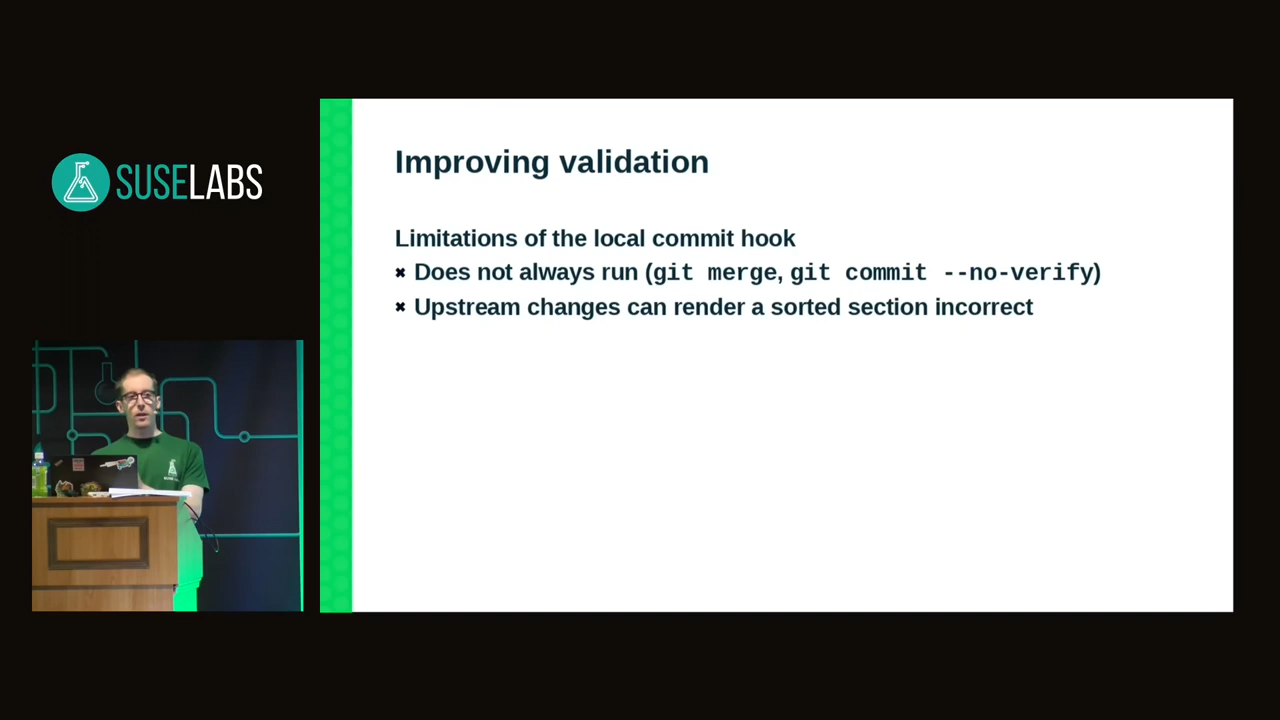 SUSELABS
Improving validation
Limitations of the local commit hook
✖ Does not always run (git merge, git commit --no-verify)
✖ Upstream changes can render a sorted section incorrect